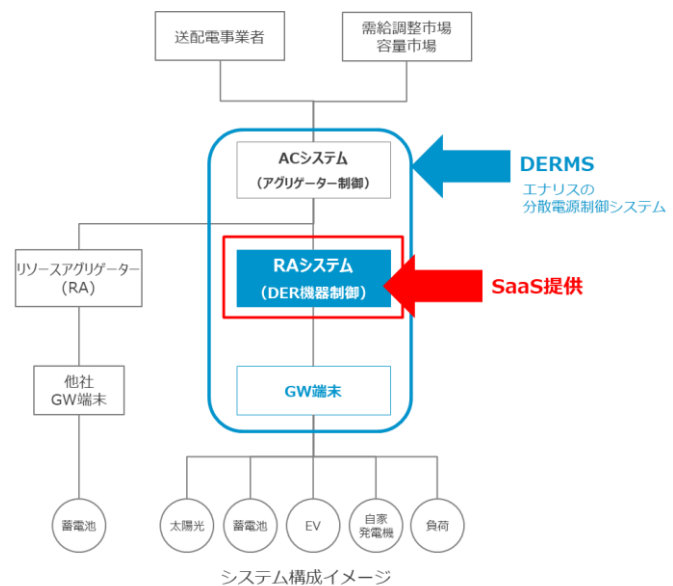 送配電事業者
需給調整市場
容量市場
ACシステム
（アグリゲーター制御）
DERMS
エナリスの
分散電源制御システム
リソースアグリゲーター
（RA）
RAシステム
（DER機器制御）
SaaS提供
他社
GW端末
GW端末
蓄電池
太陽光
蓄電池
EV
自家
発電機
負荷
システム構成イメージ